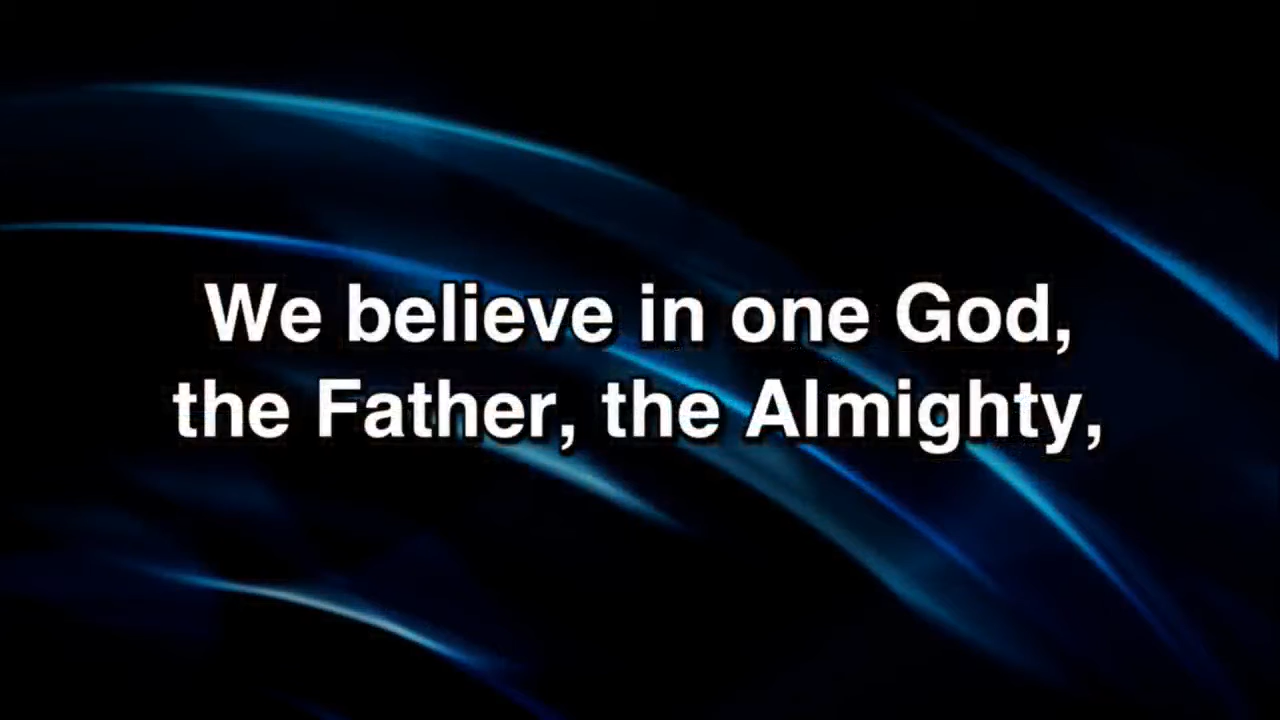 We believe in one God,
the Father, the Almighty,